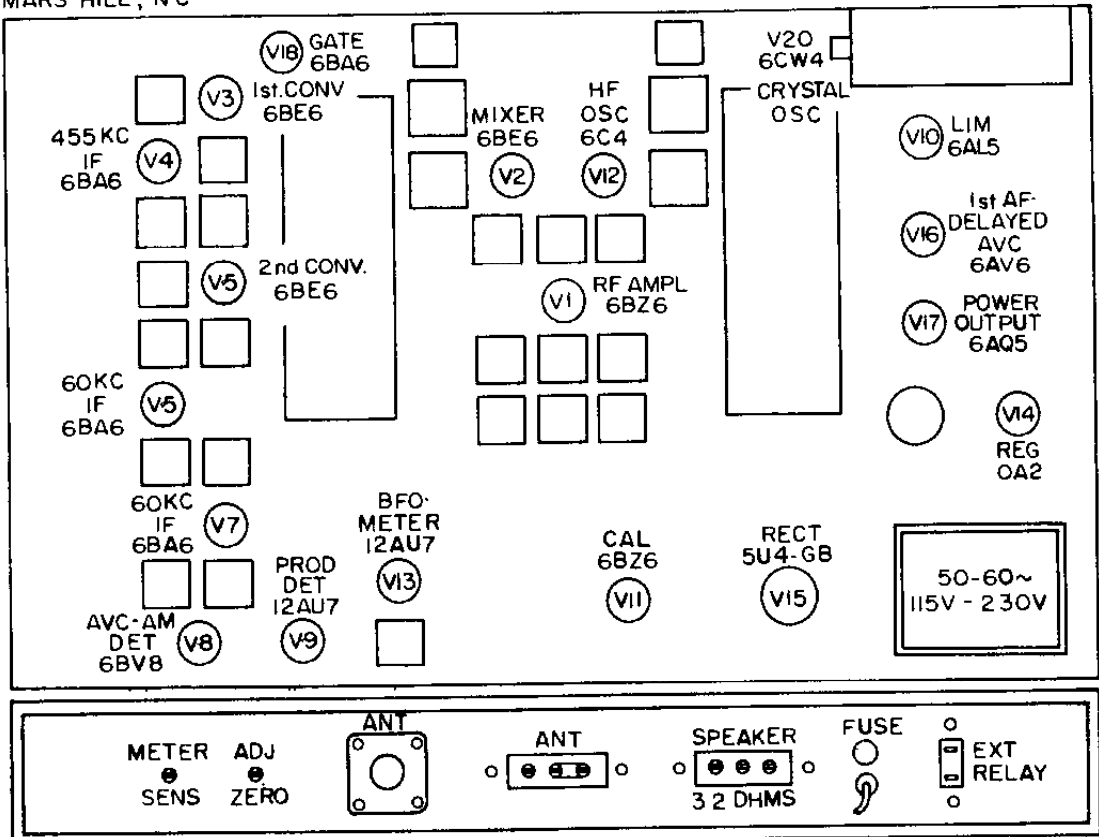 MARS HILL, NC
V18 GATE
6BA6
V3 1st. CONV
6BE6
455KC
IF
6BA6
V4
V5 2nd CONV.
6BE6
60KC
IF
6BA6
V5
60KC
IF
6BA6
V7
AVC-AM
DET
6BV8
V8
PROD
DET
12AU7
V9
BFO-
METER
12AU7
V13
MIXER
6BE6
V2
HF
OSC
6C4
V12
V1
RF AMPL
6BZ6
V20
6CW4
CRYSTAL
OSC
V10 LIM
6AL5
V16
1st AF-
DELAYED
AVC
6AV6
V17
POWER
OUTPUT
6AQ5
V14
REG
OA2
CAL
6BZ6
V11
RECT
5U4-GB
V15
50-60~
115V-230V
METER
SENS
ADJ
ZERO
ANT
ANT
SPEAKER
3 2 DHMS
FUSE
EXT
RELAY